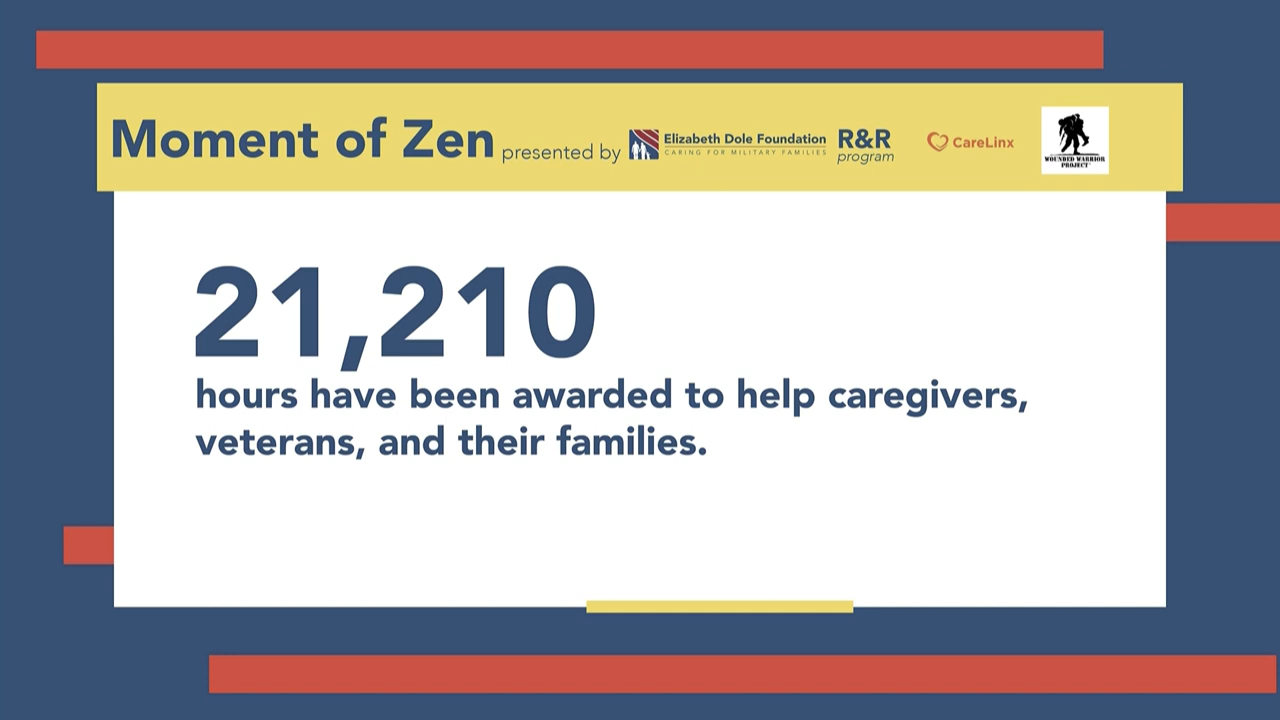 Moment of Zen presented by Elizabeth Dole Foundation R&R CareLinx
CARING FOR MILITARY FAMILIES program
WOUNDED WARRIOR
PROJECT
21,210
hours have been awarded to help caregivers,
veterans, and their families.